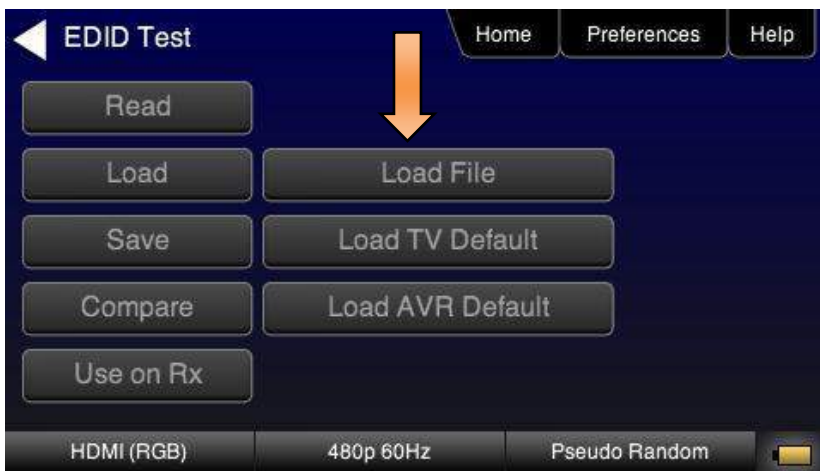 EDID Test
Home Preferences Help
Read
Load Load File
Save Load TV Default
Compare Load AVR Default
Use on Rx
HDMI (RGB) 480p 60Hz Pseudo Random